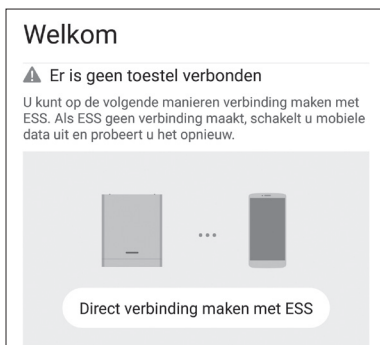 Welkom
Er is geen toestel verbonden
U kunt op de volgende manieren verbinding maken met
ESS. Als ESS geen verbinding maakt, schakelt u mobiele
data uit en probeert u het opnieuw.
Direct verbinding maken met ESS